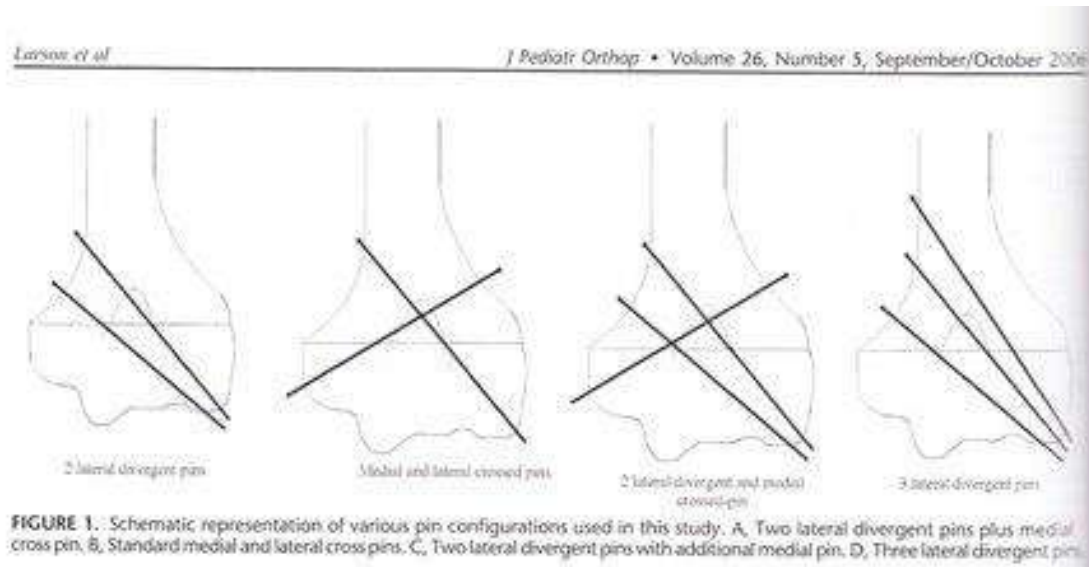 Larson et al
J Pediatr Orthop • Volume 26, Number 5, September/October 2006
2 lateral divergent pins
Medial and lateral crossed pins
2 lateral divergent and medial
crossed-pin
3 lateral divergent pins
FIGURE 1. Schematic representation of various pin configurations used in this study. A, Two lateral divergent pins plus medial
cross pin. B, Standard medial and lateral cross pins. C, Two lateral divergent pins with additional medial pin. D, Three lateral divergent pins.